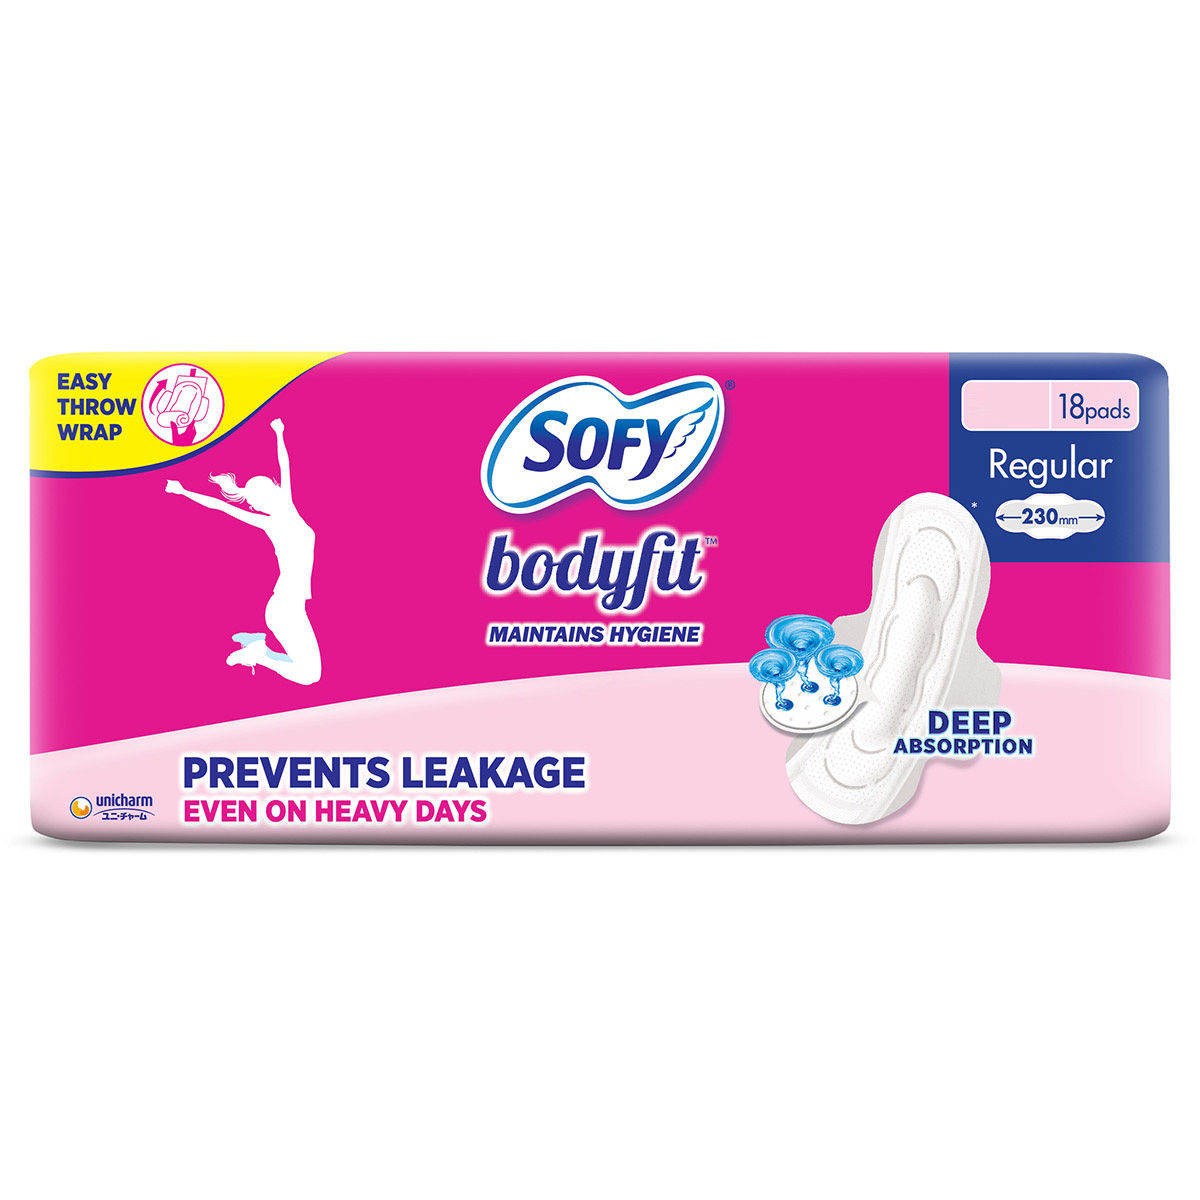 EASY
THROW
WRAP
SOFY®
bodyfit™
MAINTAINS HYGIENE
18pads
Regular
*
230mm
DEEP
ABSORPTION
PREVENTS LEAKAGE
EVEN ON HEAVY DAYS
unicharm
ユニ・チャーム